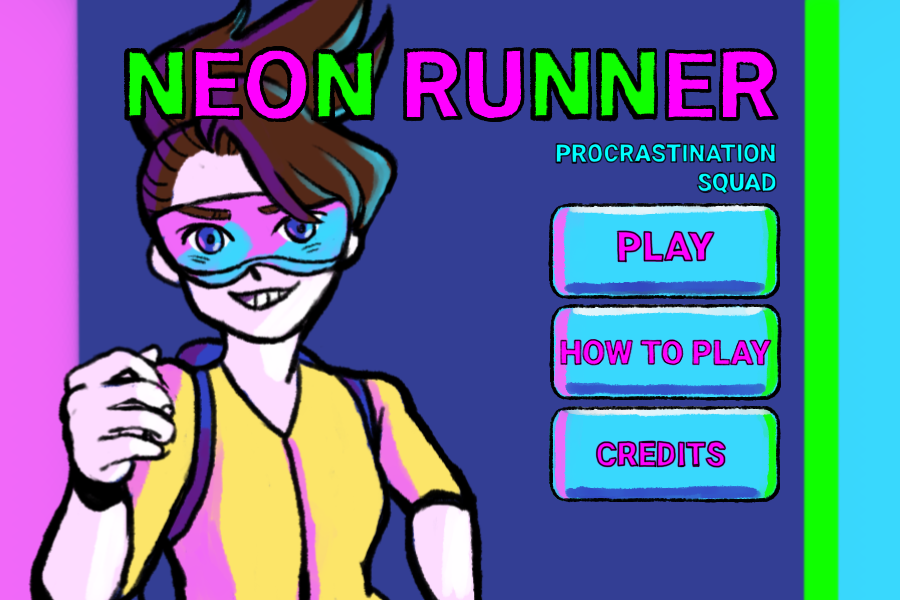 NEON RUNNER
PROCRASTINATION
SQUAD
PLAY
HOW TO PLAY
CREDITS